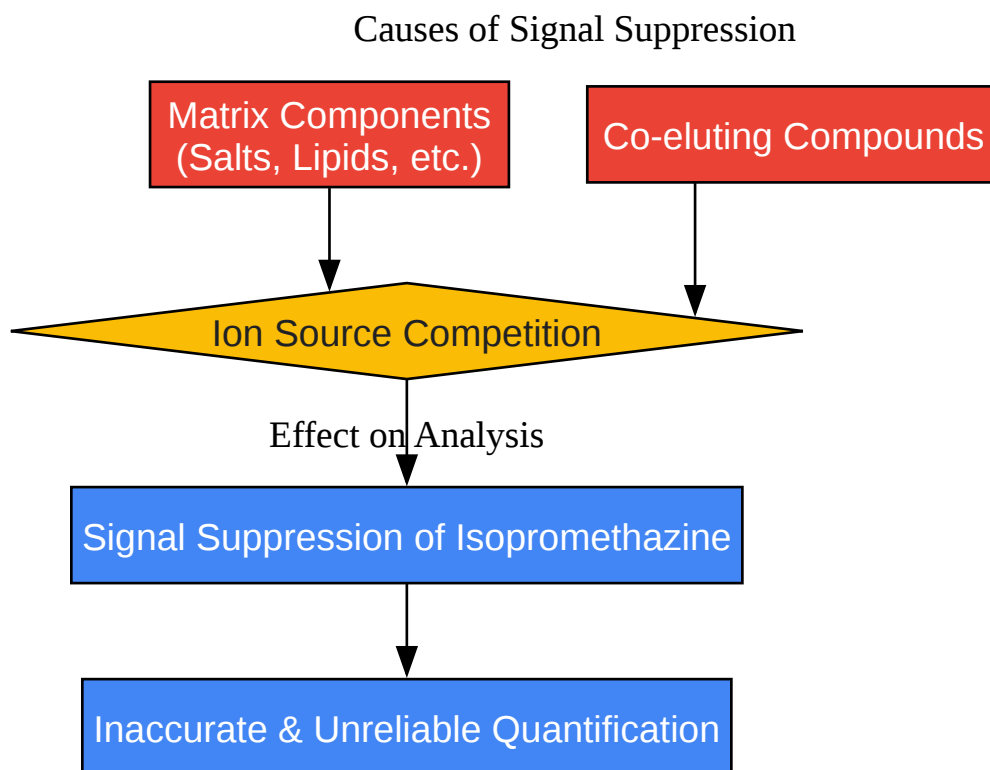 Causes of Signal Suppression
Matrix Components
(Salts, Lipids, etc.)
Co-eluting Compounds
Ion Source Competition
Effect on Analysis
Signal Suppression of Isopromethazine
Inaccurate & Unreliable Quantification